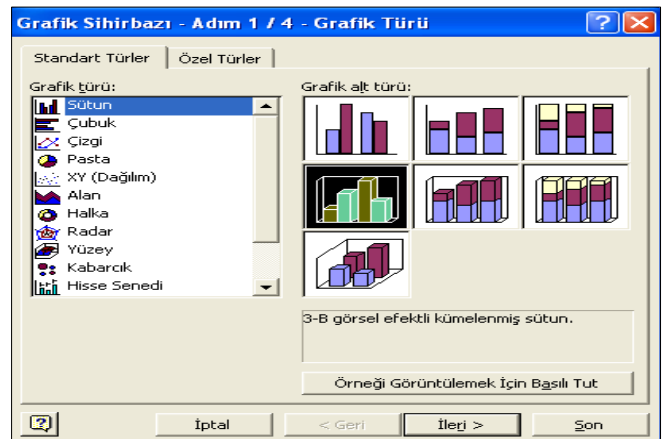 Grafik Sihirbazı - Adım 1 / 4 - Grafik Türü
Standart Türler
Özel Türler
Grafik türü:
Sütun
Çubuk
Çizgi
Pasta
XY (Dağılım)
Alan
Halka
Radar
Yüzey
Kabarcık
Hisse Senedi
Grafik alt türü:
3-B görsel efektli kümelenmiş sütun.
Örneği Görüntülemek İçin Basılı Tut
İptal
< Geri
İleri >
Son